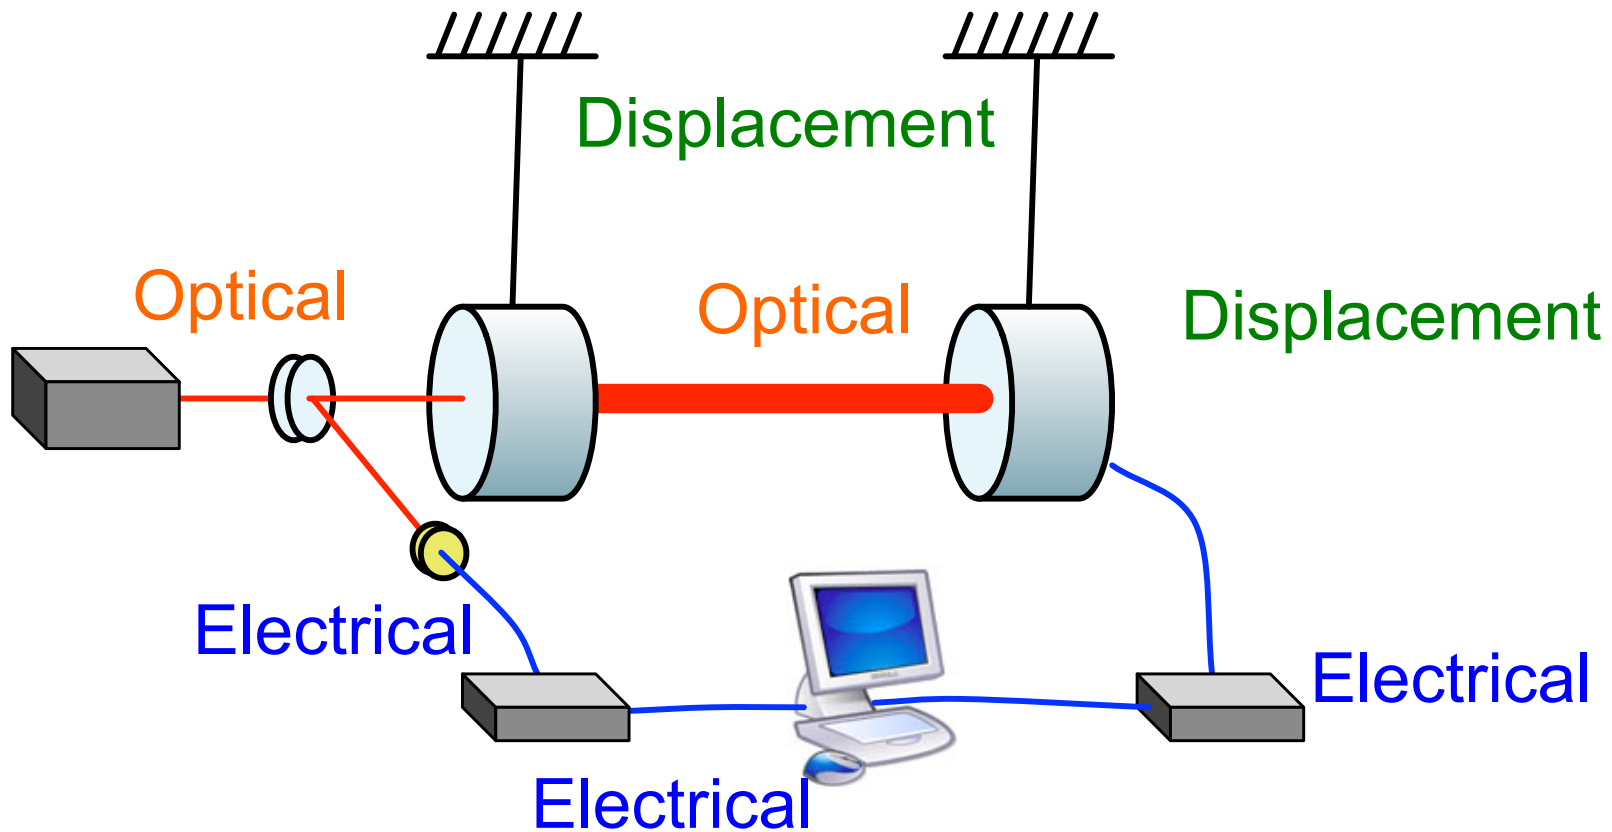 Displacement
Optical
Optical
Displacement
Electrical
Electrical
Electrical